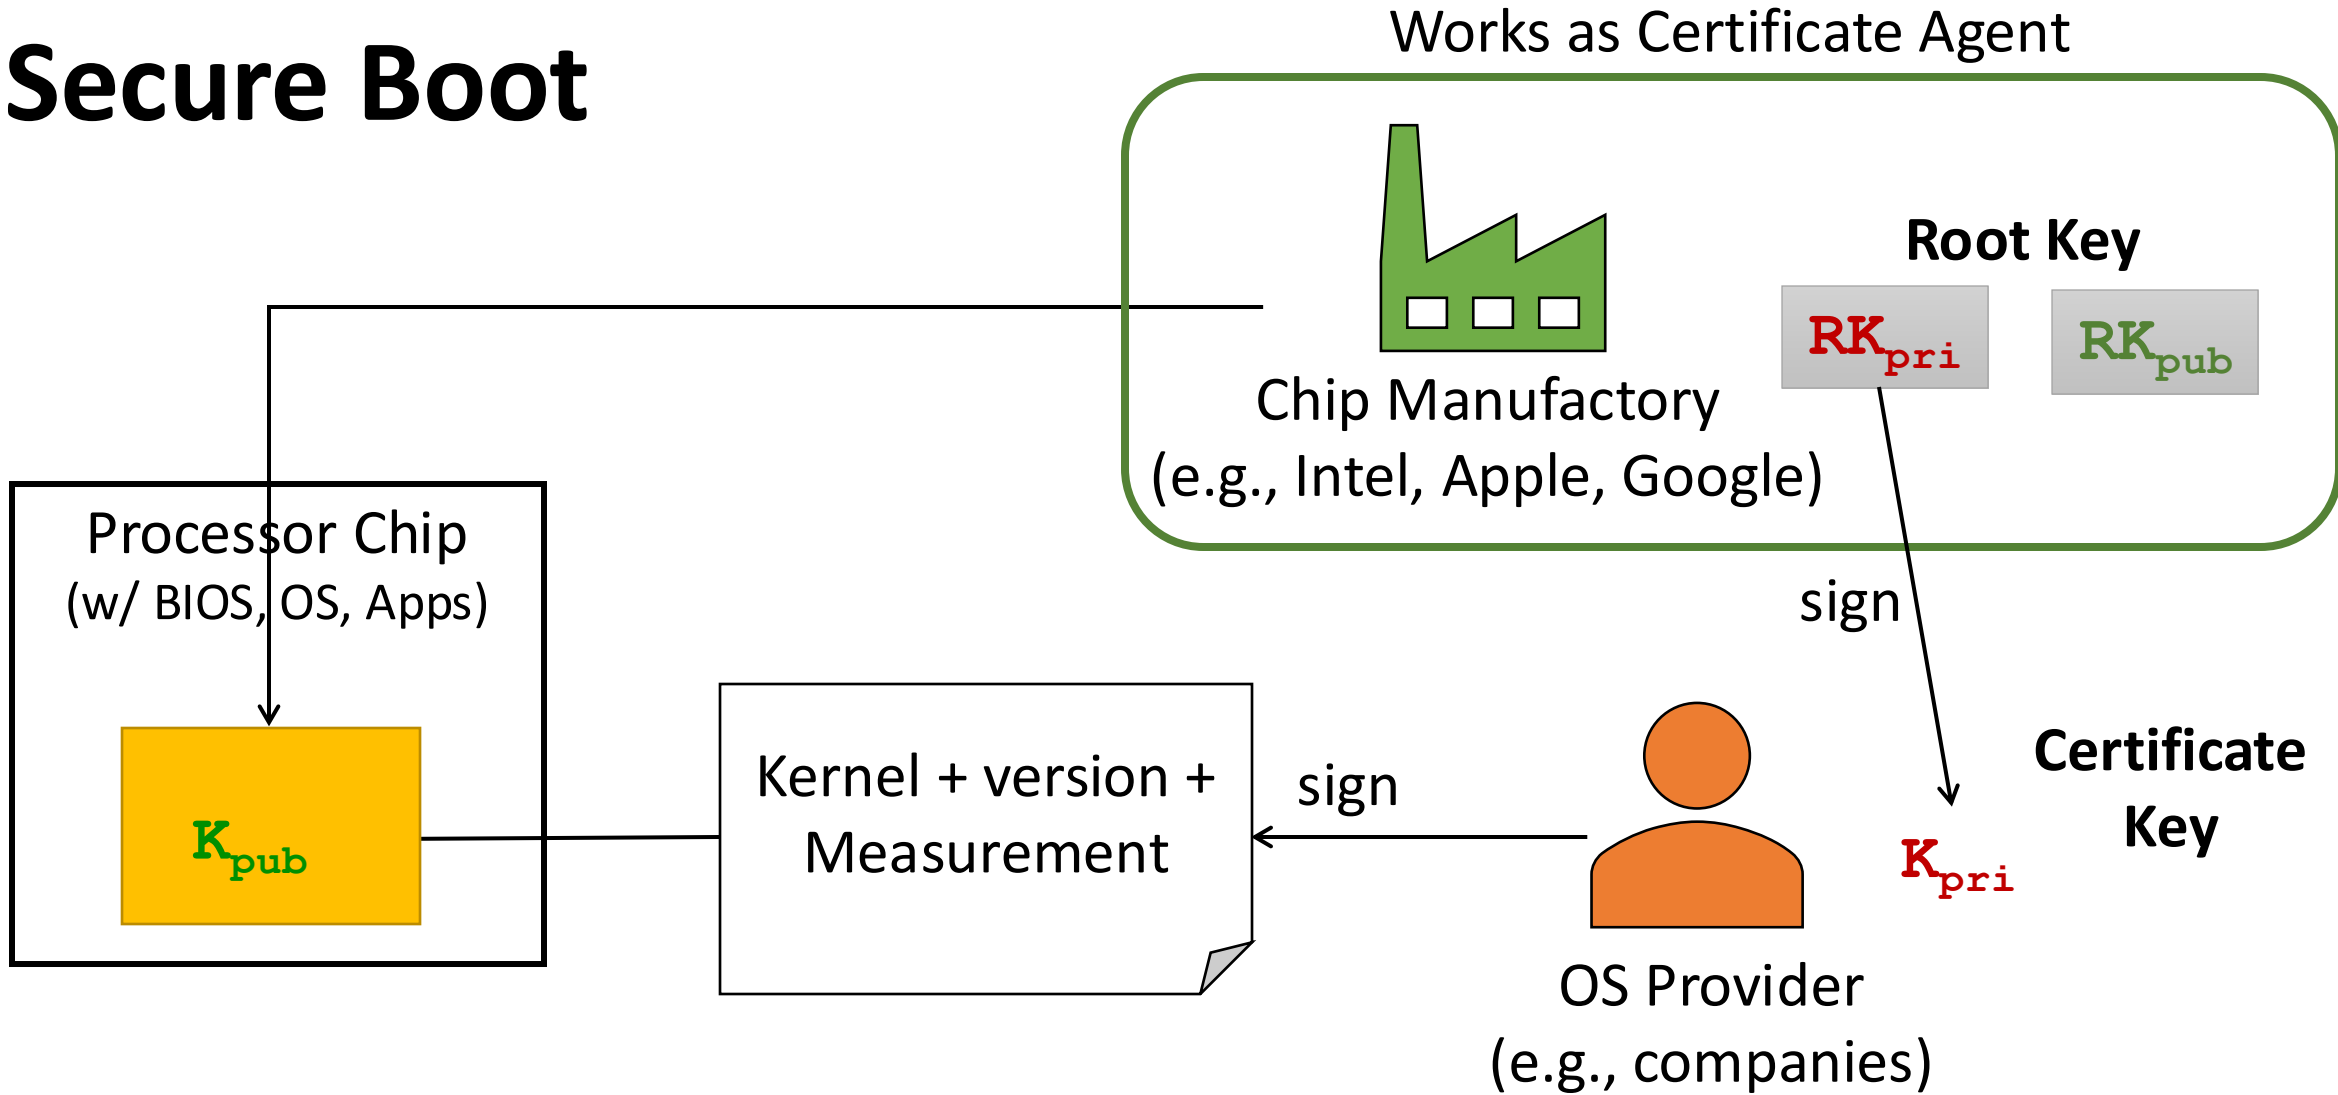 Secure Boot
Works as Certificate Agent
Root Key
RKpri
RKpub
Chip Manufactory
(e.g., Intel, Apple, Google)
Processor Chip
(w/ BIOS, OS, Apps)
sign
Kernel + version +
Measurement
sign
Certificate
Key
Kpub
Kpri
OS Provider
(e.g., companies)